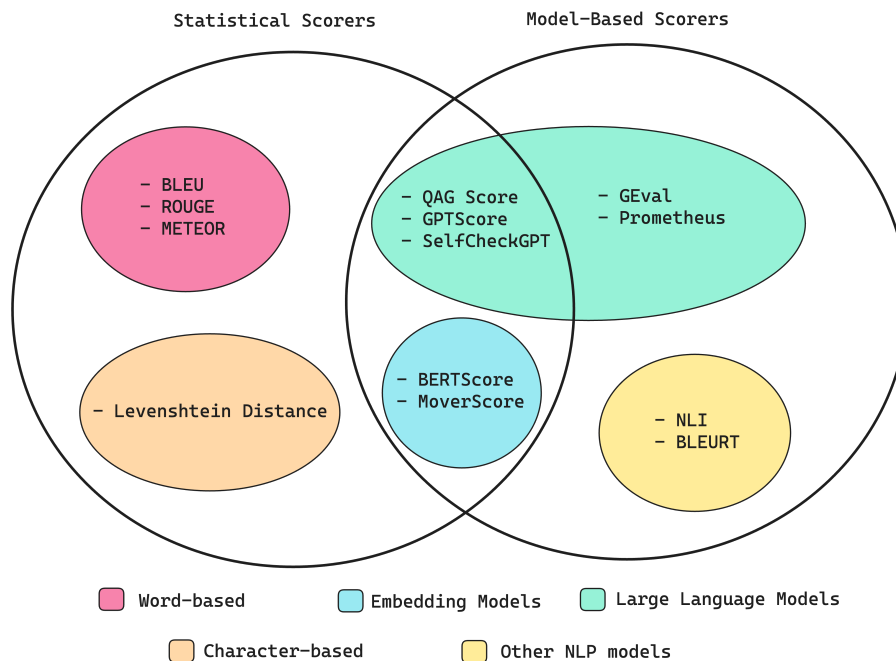 Statistical Scorers
Model-Based Scorers
- BLEU
- ROUGE
- METEOR
- QAG Score
- GPTScore
- SelfCheckGPT
- GEval
- Prometheus
- Levenshtein Distance
- BERTScore
- MoverScore
- NLI
- BLEURT
Word-based
Embedding Models
Large Language Models
Character-based
Other NLP models